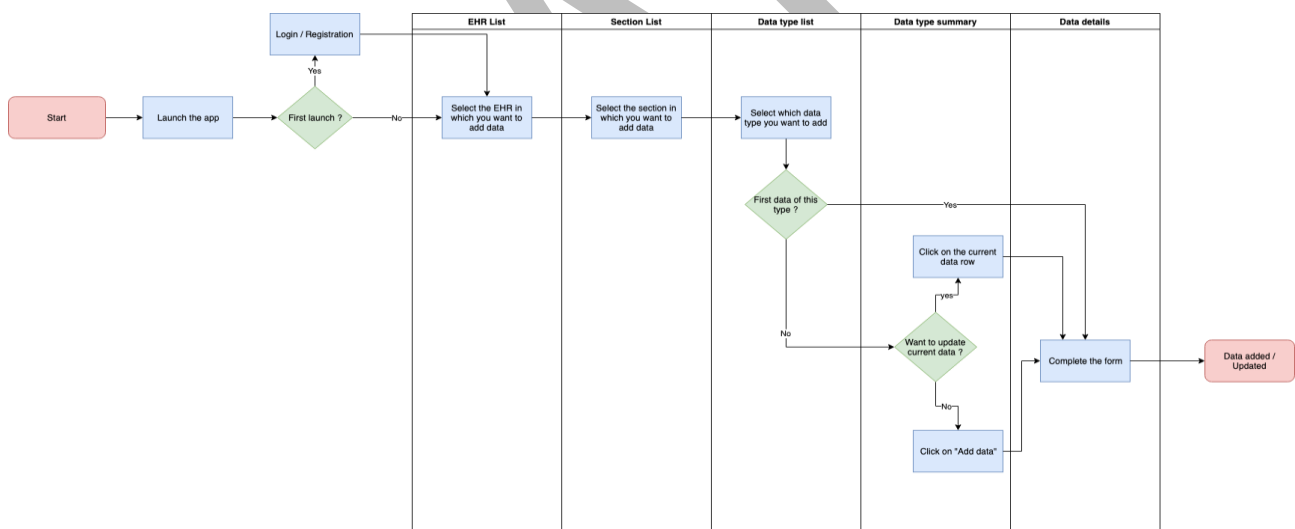 EHR List
Section List
Data type list
Data type summary
Data details
Login / Registration
Yes
Start
Launch the app
First launch ?
No
Select the EHR in
which you want to
add data
Select the section in
which you want to
add data
Select which data
type you want to add
First data of this
type ?
Yes
Click on the current
data row
yes
No
Want to update
current data ?
Complete the form
Data added /
Updated
No
Click on "Add data"